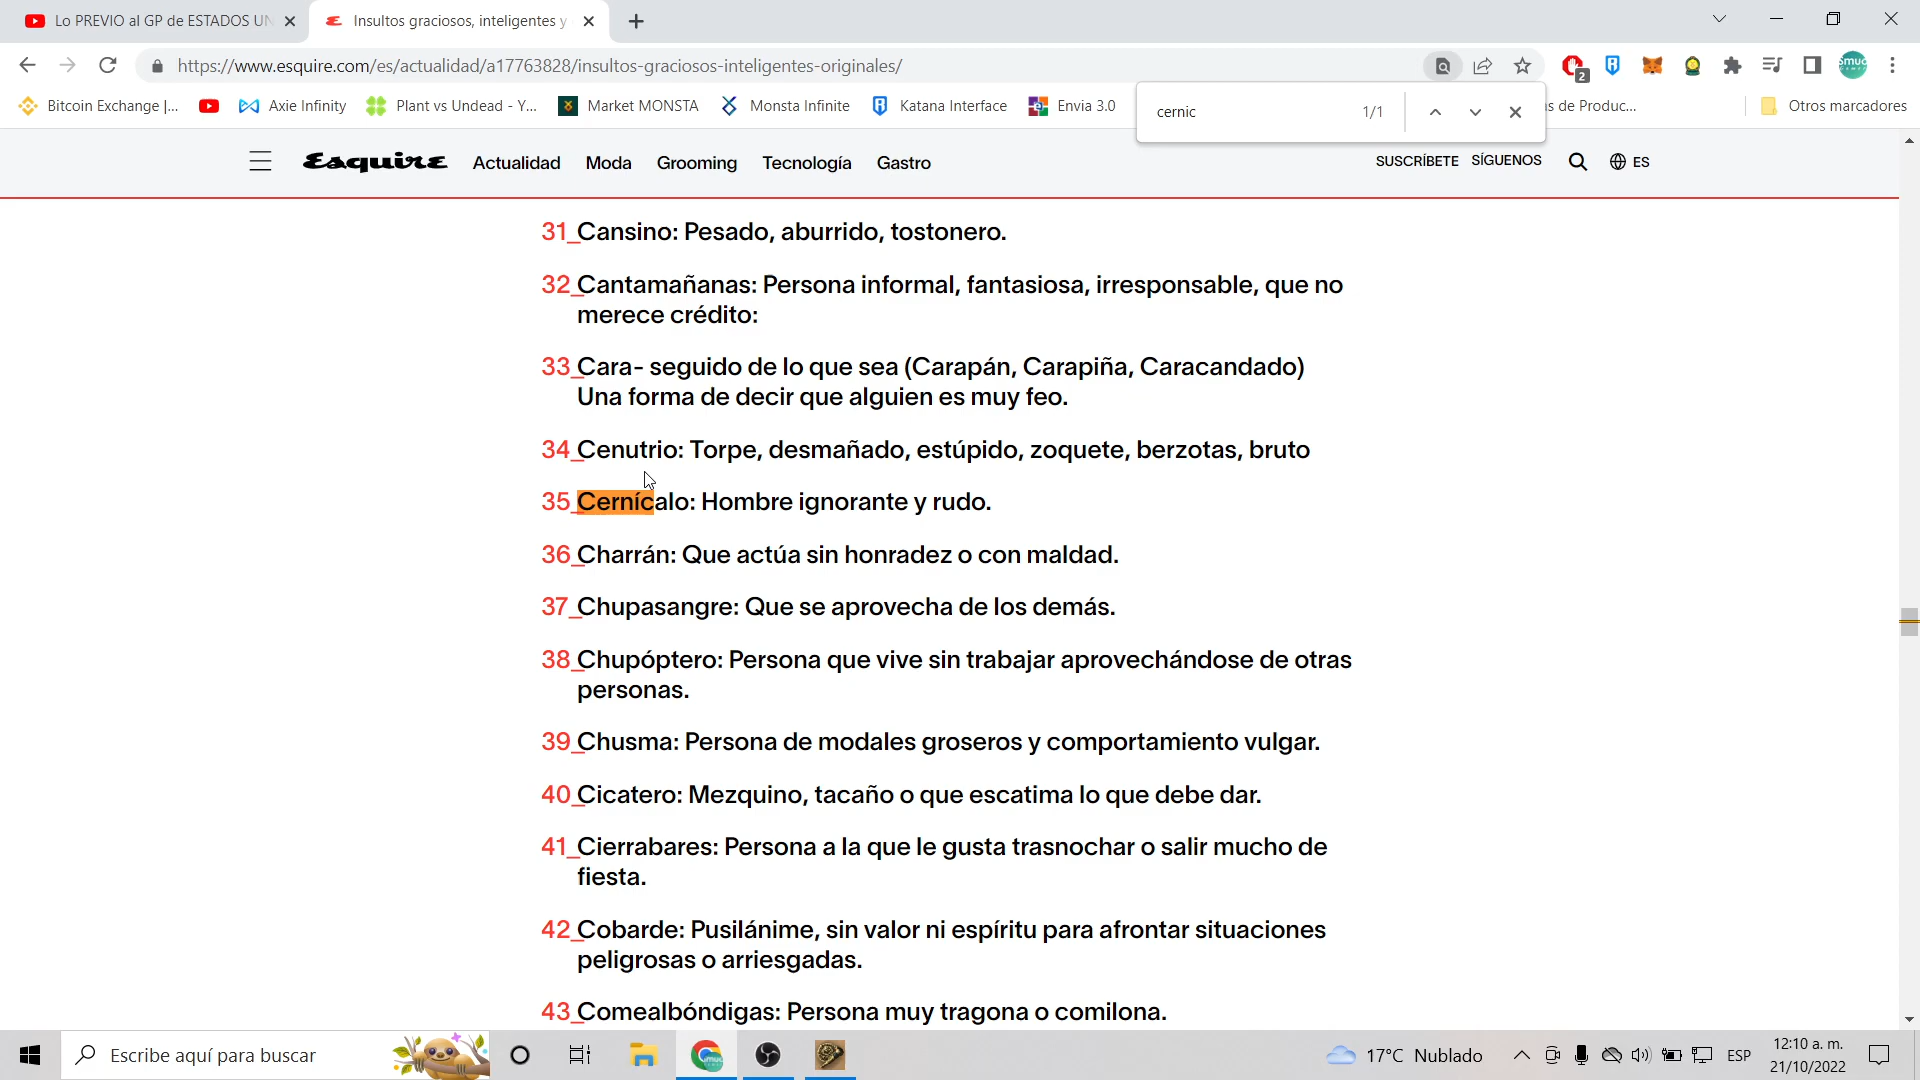 Lo PREVIO al GP de ESTADOS UN
Insultos graciosos, inteligentes y
https://www.esquire.com/es/actualidad/a17763828/insultos-graciosos-inteligentes-originales/
2
Bitcoin Exchange |...
Axie Infinity
Plant vs Undead - Y...
Market MONSTA
Monsta Infinite
Katana Interface
Envia 3.0
s de Produc...
Otros marcadores
cernic 1/1
Esquire
Actualidad
Moda
Grooming
Tecnología
Gastro
SUSCRÍBETE
SÍGUENOS
ES
31_Cansino: Pesado, aburrido, tostonero.
32_Cantamañanas: Persona informal, fantasiosa, irresponsable, que no
merece crédito:
33_Cara- seguido de lo que sea (Carapán, Carapiña, Caracandado)
Una forma de decir que alguien es muy feo.
34_Cenutrio: Torpe, desmañado, estúpido, zoquete, berzotas, bruto
35_Cernícalo: Hombre ignorante y rudo.
36_Charrán: Que actúa sin honradez o con maldad.
37_Chupasangre: Que se aprovecha de los demás.
38_Chupóptero: Persona que vive sin trabajar aprovechándose de otras
personas.
39_Chusma: Persona de modales groseros y comportamiento vulgar.
40_Cicatero: Mezquino, tacaño o que escatima lo que debe dar.
41_Cierrabares: Persona a la que le gusta trasnochar o salir mucho de
fiesta.
42_Cobarde: Pusilánime, sin valor ni espíritu para afrontar situaciones
peligrosas o arriesgadas.
43_Comealbóndigas: Persona muy tragona o comilona.
Escribe aquí para buscar
17°C Nublado
ESP
12:10 a. m.
21/10/2022